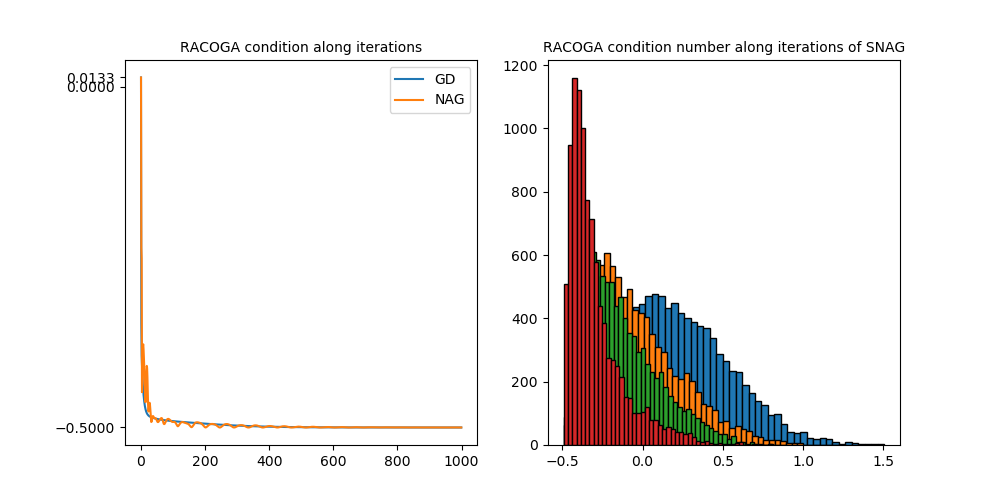 RACOGA condition along iterations
0.0133
0.0000
−0.5000
0 200 400 600 800 1000
GD
NAG
RACOGA condition number along iterations of SNAG
1200
1000
800
600
400
200
0
−0.5 0.0 0.5 1.0 1.5